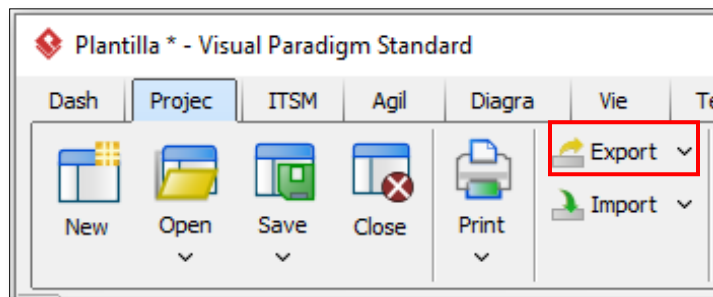 Plantilla * - Visual Paradigm Standard
Dash Projec ITSM Agil Diagra Vie Te
New Open Save Close Print Export
Import